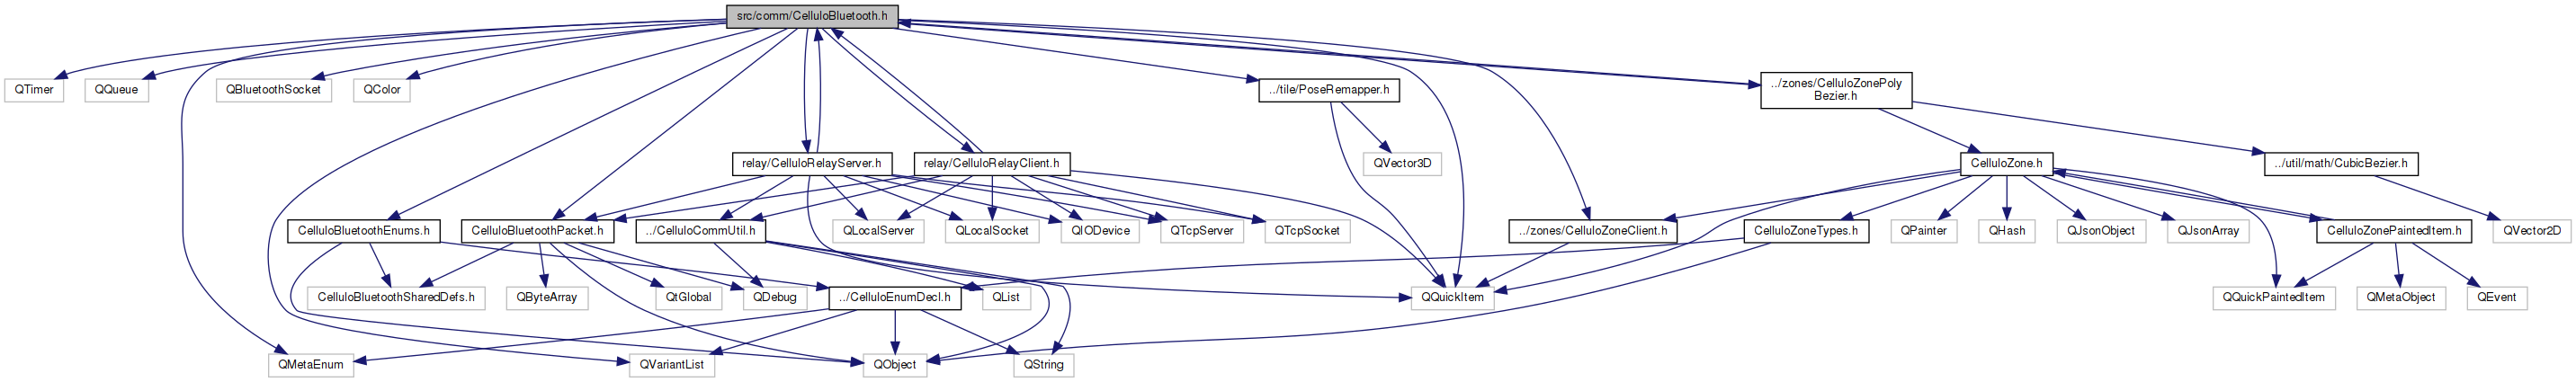 src/comm/CelluloBluetooth.h
QTimer
QQueue
QBluetoothSocket
QColor
../tile/PoseRemapper.h
../zones/CelluloZonePoly
Bezier.h
relay/CelluloRelayServer.h
relay/CelluloRelayClient.h
QVector3D
CelluloZone.h
../util/math/CubicBezier.h
CelluloBluetoothEnums.h
CelluloBluetoothPacket.h
../CelluloCommUtil.h
QLocalServer
QLocalSocket
QIODevice
QTcpServer
QTcpSocket
../zones/CelluloZoneClient.h
CelluloZoneTypes.h
QPainter
QHash
QJsonObject
QJsonArray
CelluloZonePaintedItem.h
QVector2D
CelluloBluetoothSharedDefs.h
QByteArray
QtGlobal
QDebug
../CelluloEnumDecl.h
QList
QQuickItem
QQuickPaintedItem
QMetaObject
QEvent
QMetaEnum
QVariantList
QObject
QString